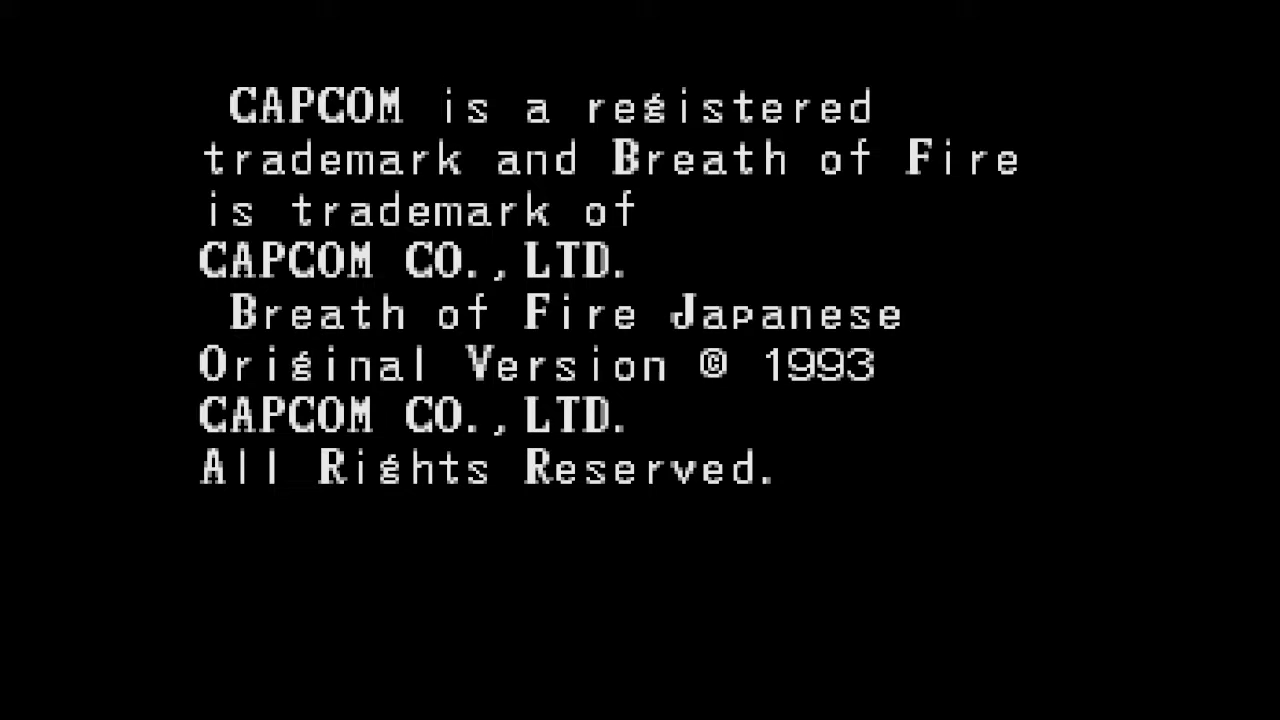 CAPCOM is a registered
trademark and Breath of Fire
is trademark of
CAPCOM CO.,LTD.
Breath of Fire Japanese
Original Version © 1993
CAPCOM CO.,LTD.
All Rights Reserved.